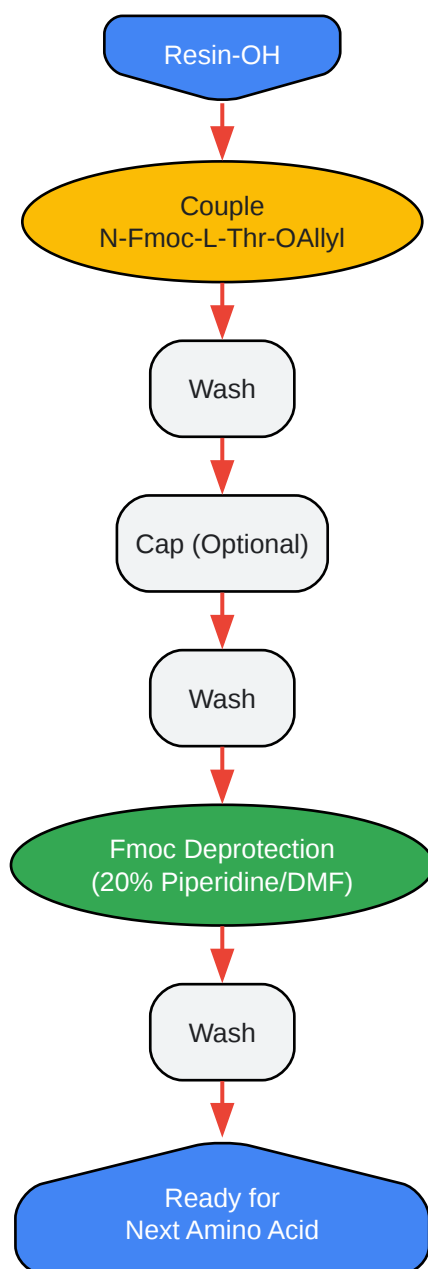 Resin-OH
Couple
N-Fmoc-L-Thr-OAllyl
Wash
Cap (Optional)
Wash
Fmoc Deprotection
(20% Piperidine/DMF)
Wash
Ready for
Next Amino Acid